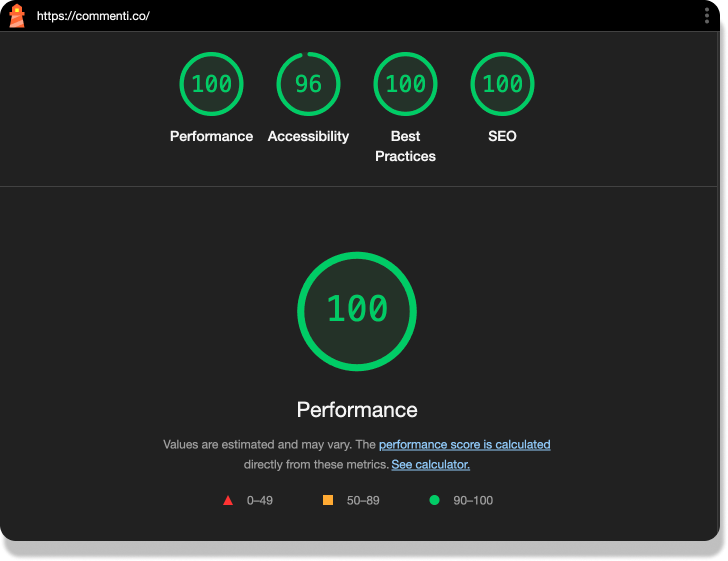 https://commenti.co/
100 96 100 100
Performance Accessibility Best Practices SEO
100
Performance
Values are estimated and may vary. The performance score is calculated
directly from these metrics. See calculator.
0–49 50–89 90–100